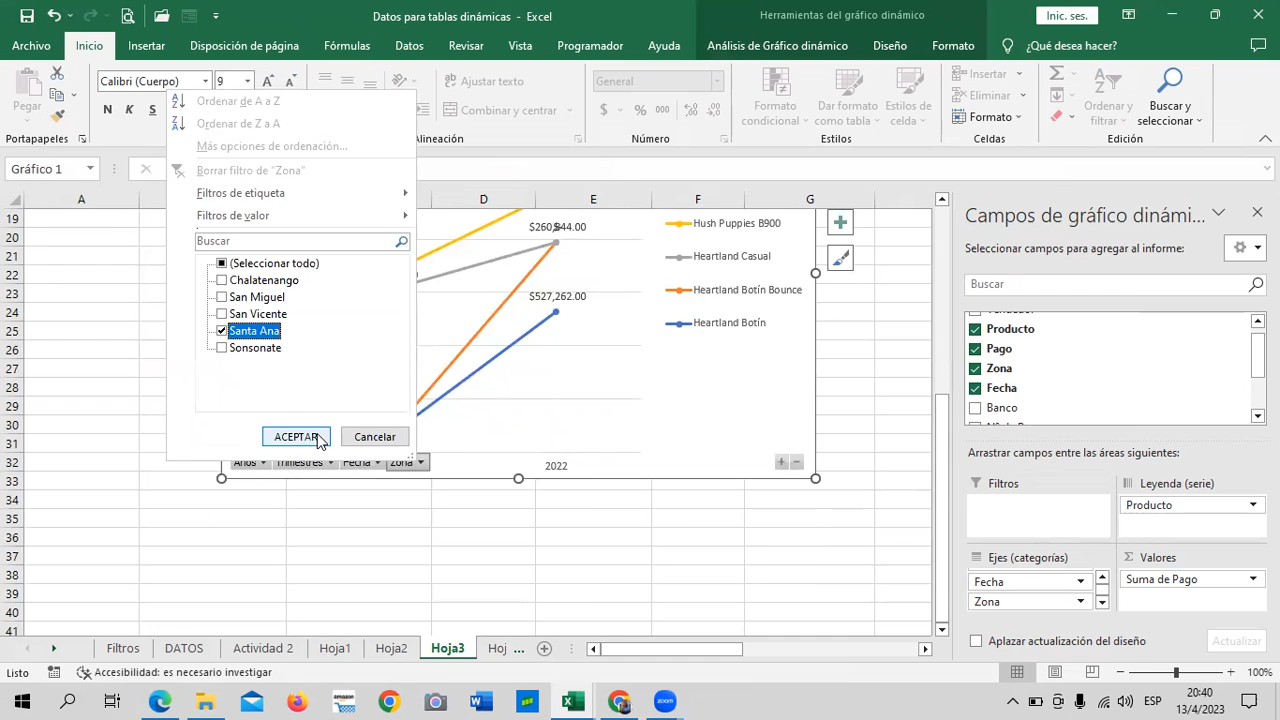 Datos para tablas dinámicas - Excel
Herramientas del gráfico dinámico
Inic. ses.
Archivo Inicio Insertar Disposición de página Fórmulas Datos Revisar Vista Programador Ayuda Análisis de Gráfico dinámico Diseño Formato ¿Qué desea hacer?
Pegar
Calibri (Cuerpo) 9
N K S
Ajustar texto
Combinar y centrar
General
$ % 000
Formato condicional
Dar formato como tabla
Estilos de celda
Insertar
Eliminar
Formato
Ordenar y filtrar
Buscar y seleccionar
Portapapeles
Alineación
Número
Estilos
Celdas
Edición
Gráfico 1
Ordenar de A a Z
Ordenar de Z a A
Más opciones de ordenación...
Borrar filtro de "Zona"
Filtros de etiqueta
Filtros de valor
Buscar
(Seleccionar todo)
Chalatenango
San Miguel
San Vicente
Santa Ana
Sonsonate
ACEPTAR
Cancelar
A D E F G
19
20
21
22
23
24
25
26
27
28
29
30
31
32
33
34
35
36
37
38
39
40
41
$527,262.00
Hush Puppies B900
Heartland Casual
Heartland Botín Bounce
Heartland Botín
2022
Años Trimestres Fecha Zona
Campos de gráfico dinámi...
Seleccionar campos para agregar al informe:
Buscar
Producto
Pago
Zona
Fecha
Banco
Arrastrar campos entre las áreas siguientes:
Filtros
Leyenda (serie)
Producto
Ejes (categorías)
Fecha
Zona
Σ Valores
Suma de Pago
Aplazar actualización del diseño
Actualizar
Filtros DATOS Actividad 2 Hoja1 Hoja2 Hoja3 Hoj ...
Listo
Accesibilidad: es necesario investigar
100%
amazon
zoom
ESP
20:40
13/4/2023